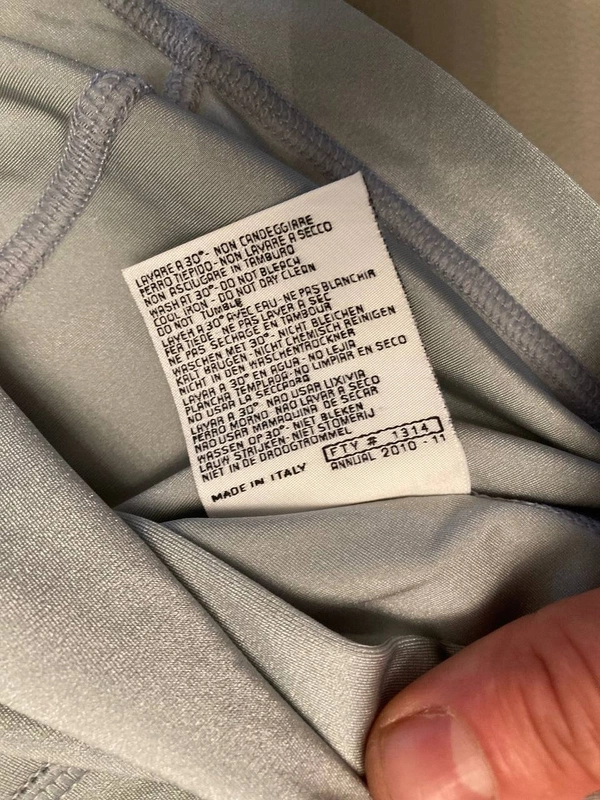 LAVARE A 30°- NON CANDEGGIARE
FERRO TIEPIDO - NON LAVARE A SECCO
NON ASCIUGARE IN TAMBURO
WASH AT 30°- DO NOT BLEACH
COOL IRON - DO NOT DRY CLEAN
DO NOT TUMBLE
LAVER A 30° AVEC EAU - NE PAS BLANCHIR
FER TIEDE - NE PAS LAVER A SEC
NE PAS SECHAGE EN TAMBOUR
WASCHEN MET 30°- NICHT BLEICHEN
KALT BÜGEN - NICHT CHEMISCH REINIGEN
NICHT IN DEN WASCHENTROCKNER
LAVAR A 30° EN AGUA - NO LEJIA
PLANCHA TEMPLADA - NO LIMPIAR EN SECO
NO USAR LA SECADORA
LAVAR A 30°- NAO USAR LIXIVIA
FERRO MORNO - NAO LAVAR A SECO
NAO USAR MAMAQUINA DE SECAR
WASSEN OP 30°- NIET BLEKEN
LAUW STRIJKEN - NIET STOMERIJ
NIET IN DE DROOGTROMMEL
FTY # 1314
ANNUAL 2010 - 11
MADE IN ITALY